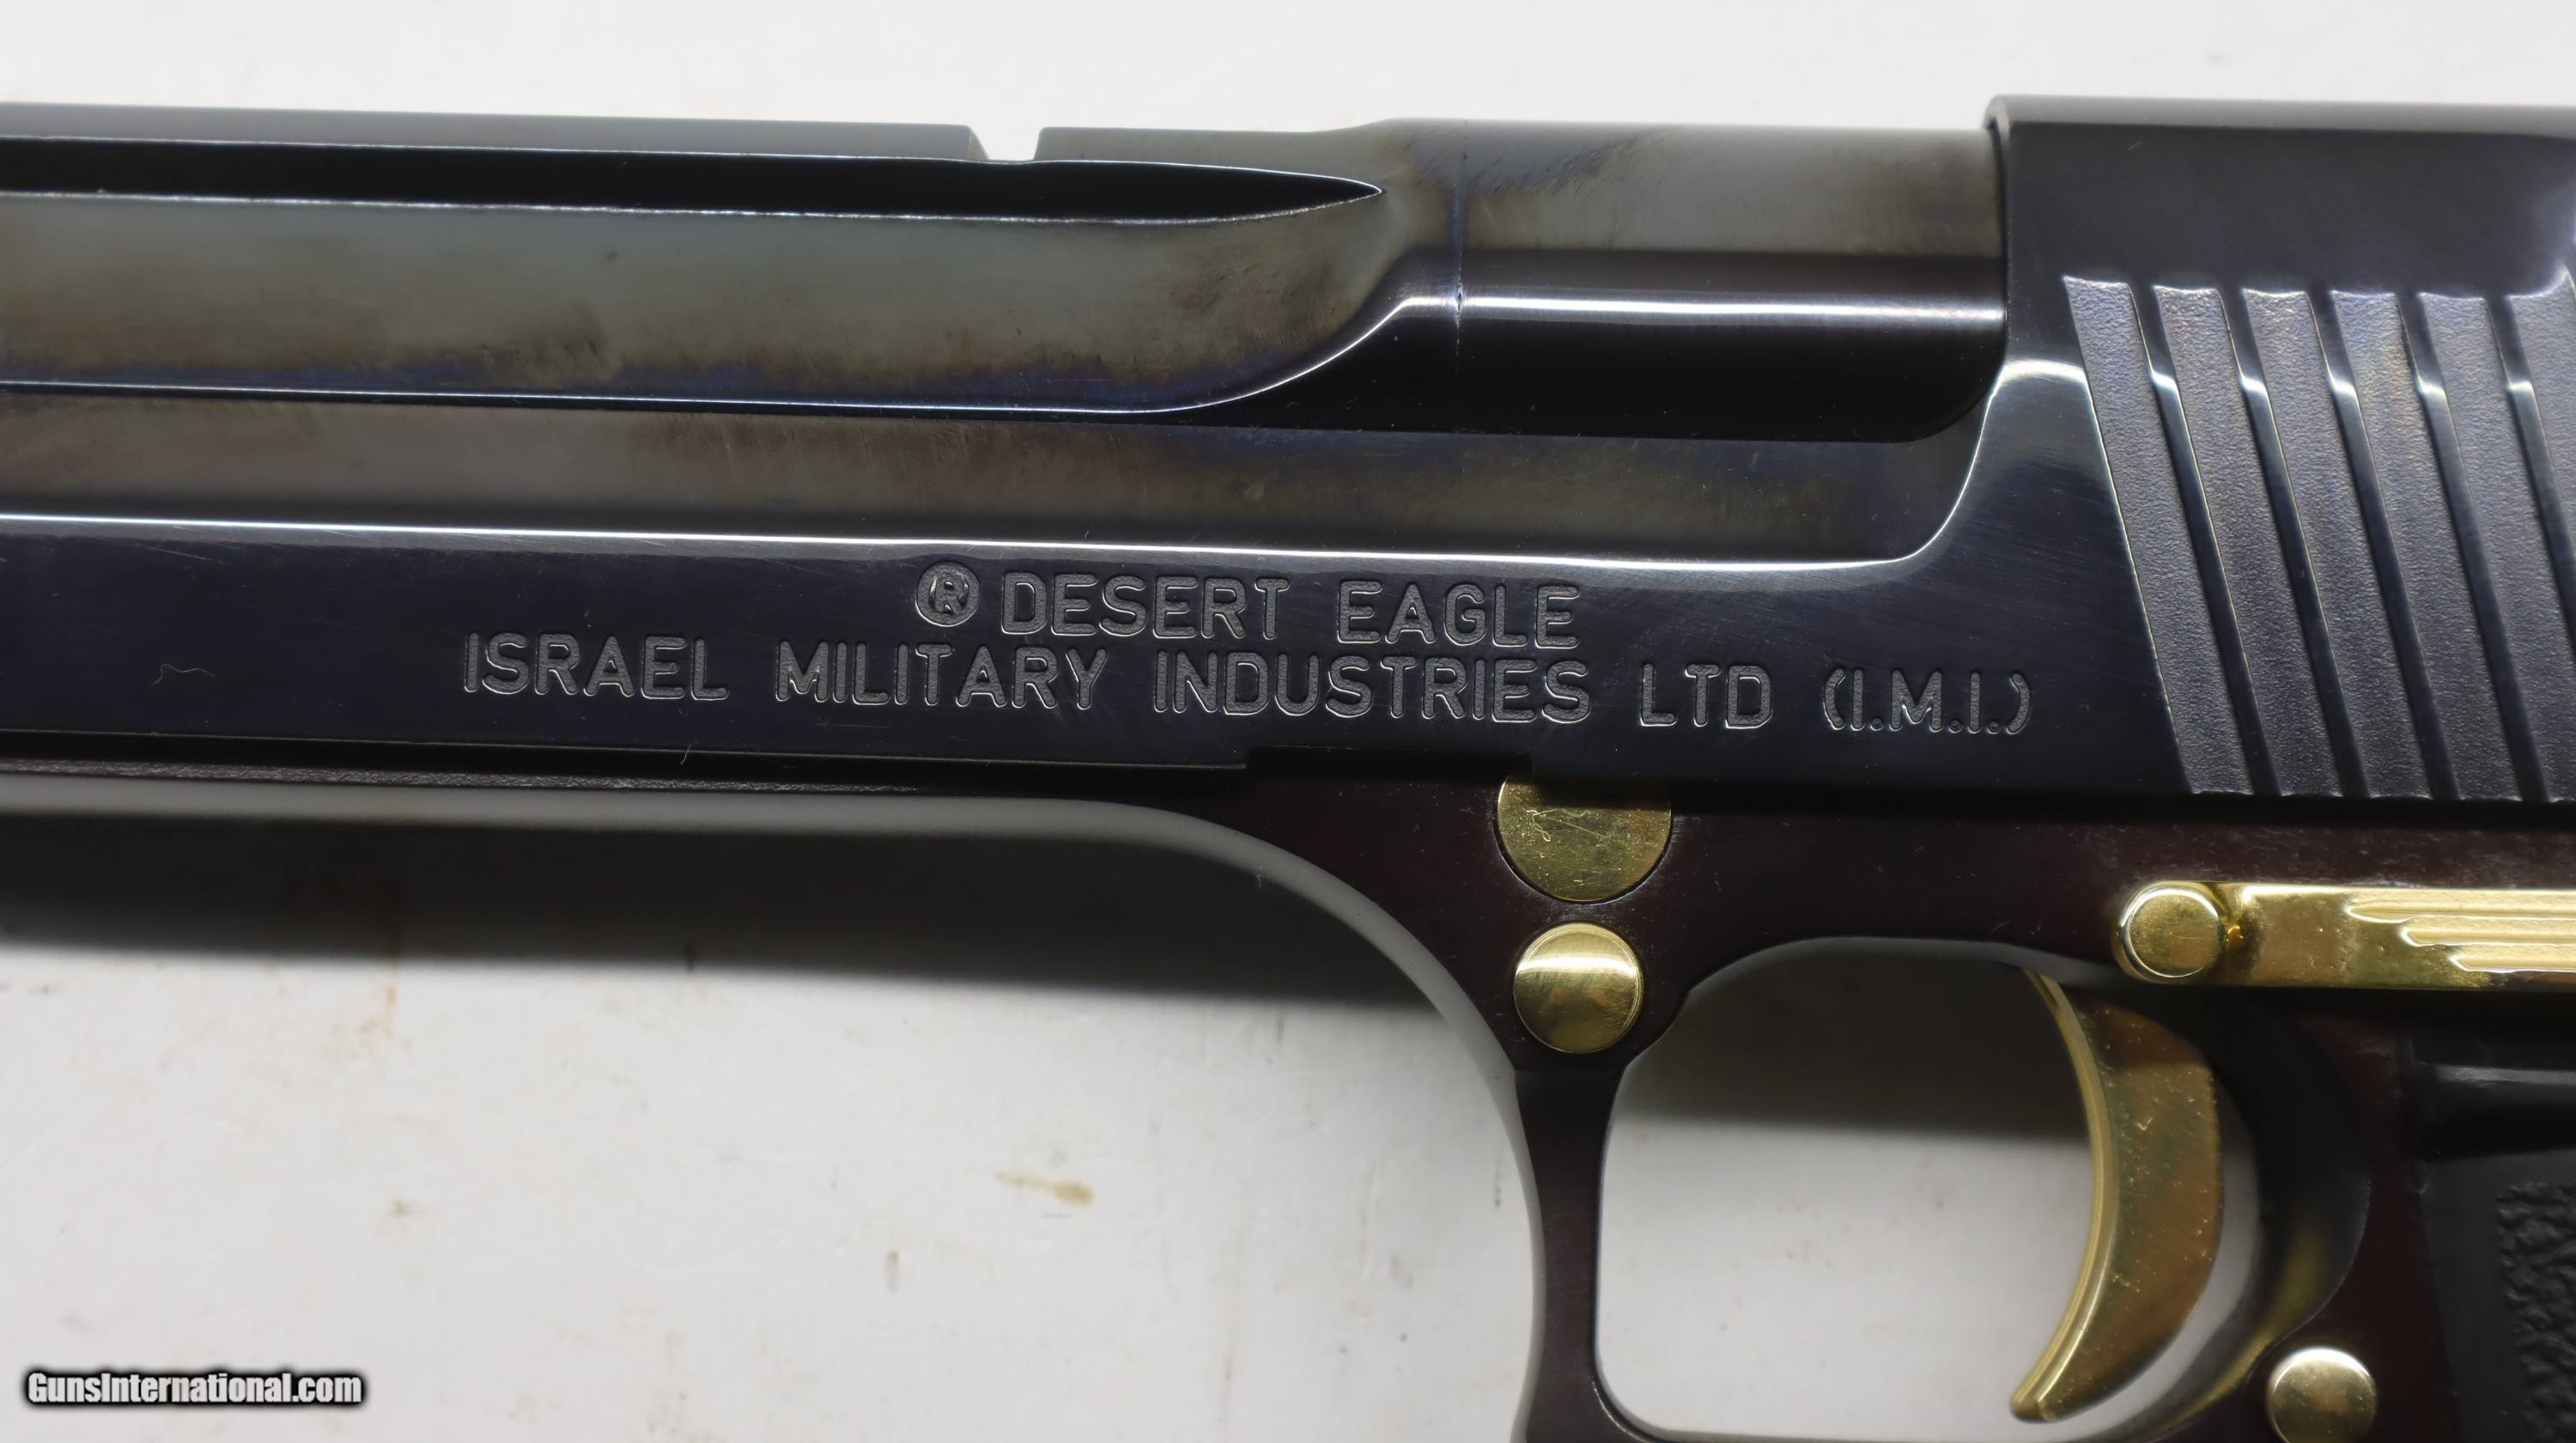 ® DESERT EAGLE
ISRAEL MILITARY INDUSTRIES LTD (I.M.I.)
GunsInternational.com